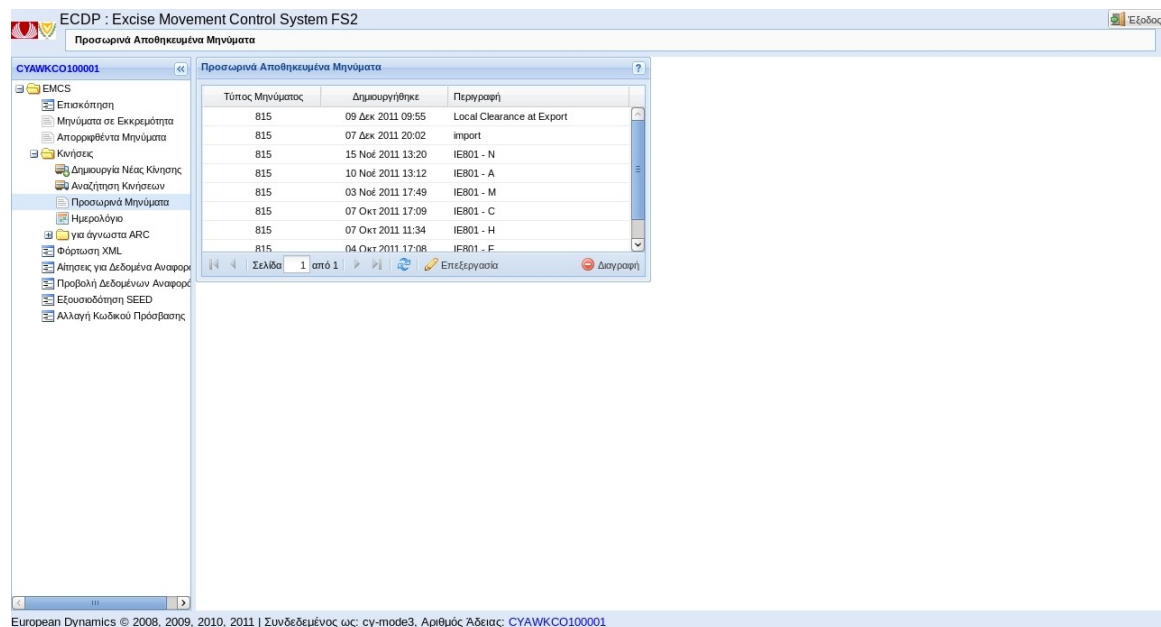 ECDP : Excise Movement Control System FS2
Έξοδος
Προσωρινά Αποθηκευμένα Μηνύματα
CYAWKCO100001
EMCS
Επισκόπηση
Μηνύματα σε Εκκρεμότητα
Απορριφθέντα Μηνύματα
Κινήσεις
Δημιουργία Νέας Κίνησης
Αναζήτηση Κινήσεων
Προσωρινά Μηνύματα
Ημερολόγιο
για άγνωστα ARC
Φόρτωση XML
Αίτησεις για Δεδομένα Αναφορ
Προβολή Δεδομένων Αναφορ
Εξουσιοδότηση SEED
Αλλαγή Κωδικού Πρόσβασης
Προσωρινά Αποθηκευμένα Μηνύματα ?
Τύπος Μηνύματος Δημιουργήθηκε Περιγραφή
815 09 Δεκ 2011 09:55 Local Clearance at Export
815 07 Δεκ 2011 20:02 import
815 15 Νοέ 2011 13:20 IE801 - N
815 10 Νοέ 2011 13:12 IE801 - A
815 03 Νοέ 2011 17:49 IE801 - M
815 07 Οκτ 2011 17:09 IE801 - C
815 07 Οκτ 2011 11:34 IE801 - H
815 04 Οκτ 2011 17:08 IE801 -
Σελίδα 1 από 1 Επεξεργασία Διαγραφή
European Dynamics © 2008, 2009, 2010, 2011 | Συνδεδεμένος ως: cy-mode3, Αριθμός Άδειας: CYAWKCO100001